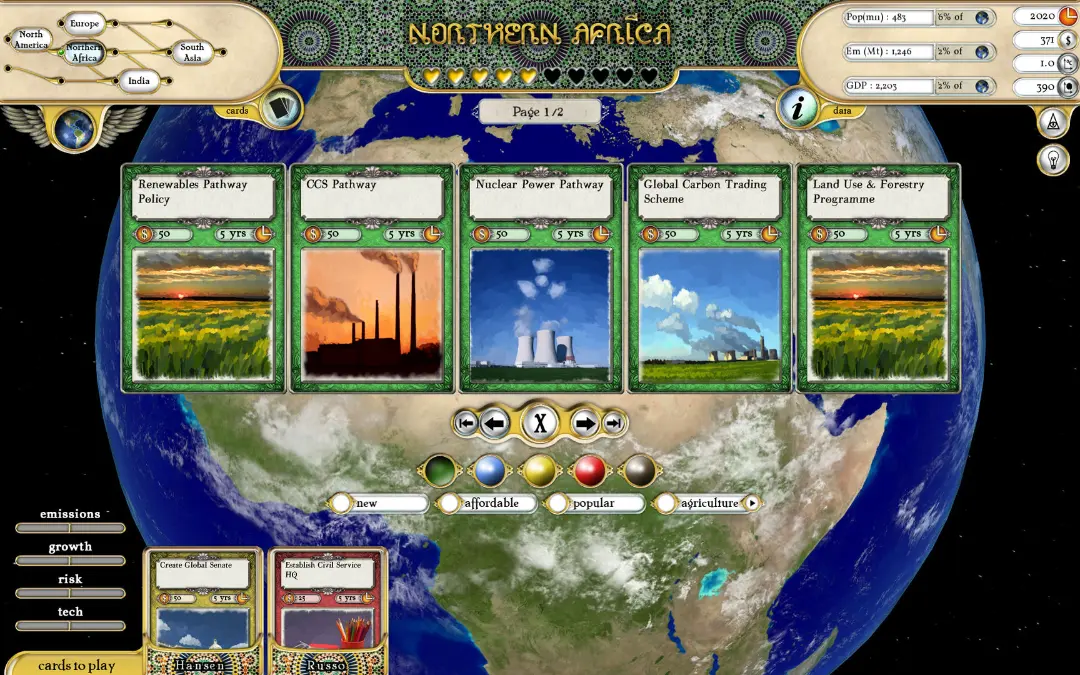 Europe
North
America
Northern
Africa
South
Asia
India
NORTHERN AFRICA
Pop(mil) : 483
6% of
Em (Mt) : 1,246
2% of
GDP : 2,203
2% of
2020
371
$
1.0
390
cards
Page 1/2
i
data
Renewables Pathway
Policy
$ 50
5 yrs
CCS Pathway
$ 50
5 yrs
Nuclear Power Pathway
$ 50
5 yrs
Global Carbon Trading
Scheme
$ 50
5 yrs
Land Use & Forestry
Programme
$ 50
5 yrs
X
new
affordable
popular
agriculture
emissions
growth
risk
tech
Create Global Senate
$ 50
5 yrs
Establish Civil Service
HQ
$ 25
5 yrs
cards to play
Hansen
Russo